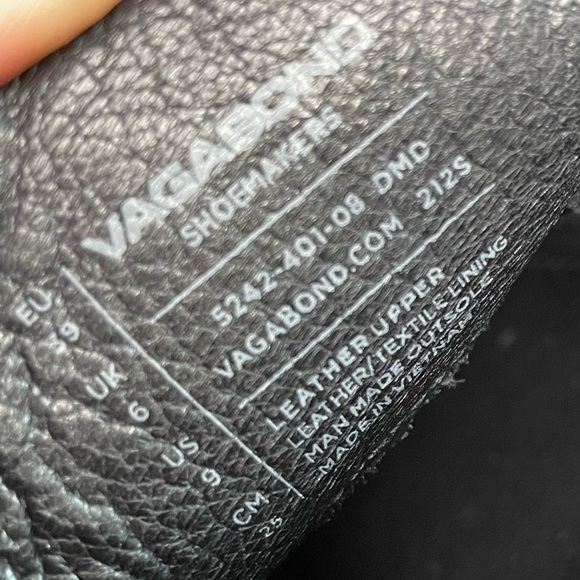 VAGABOND
SHOEMAKERS
5242-401-08 DMD
VAGABOND.COM 212S
LEATHER UPPER
LEATHER/TEXTILE LINING
MAN MADE OUTSOLE
MADE IN VIETNAM
EU
39
UK
6
US
9
CM
25